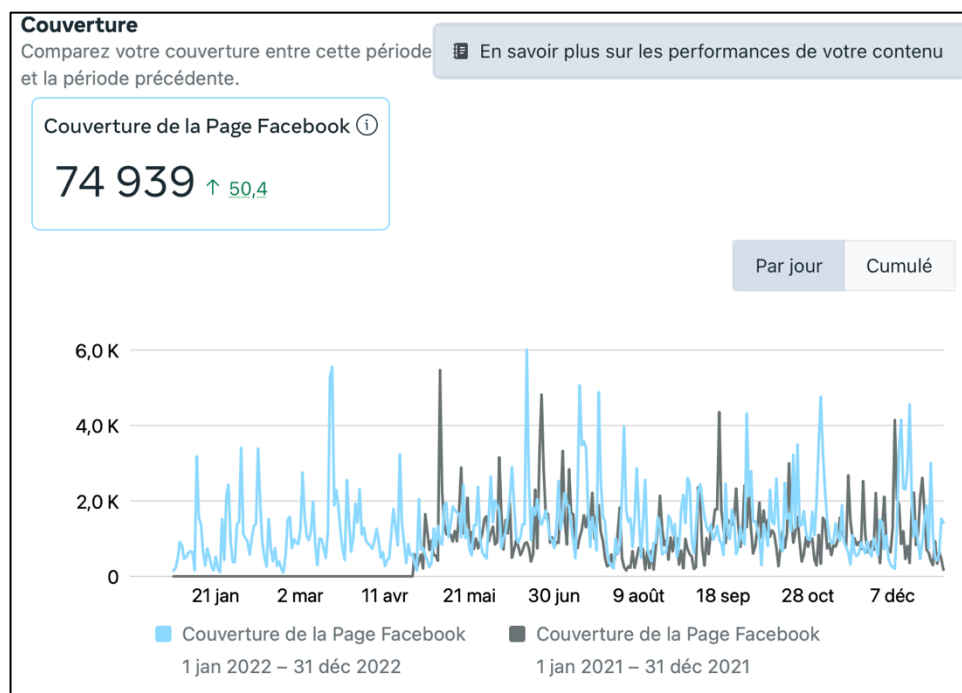 Couverture
Comparez votre couverture entre cette période
et la période précédente.
En savoir plus sur les performances de votre contenu
Couverture de la Page Facebook
74 939 ↑ 50,4
Par jour Cumulé
6,0 K
4,0 K
2,0 K
0
21 jan 2 mar 11 avr 21 mai 30 jun 9 août 18 sep 28 oct 7 déc
Couverture de la Page Facebook Couverture de la Page Facebook
1 jan 2022 – 31 déc 2022 1 jan 2021 – 31 déc 2021